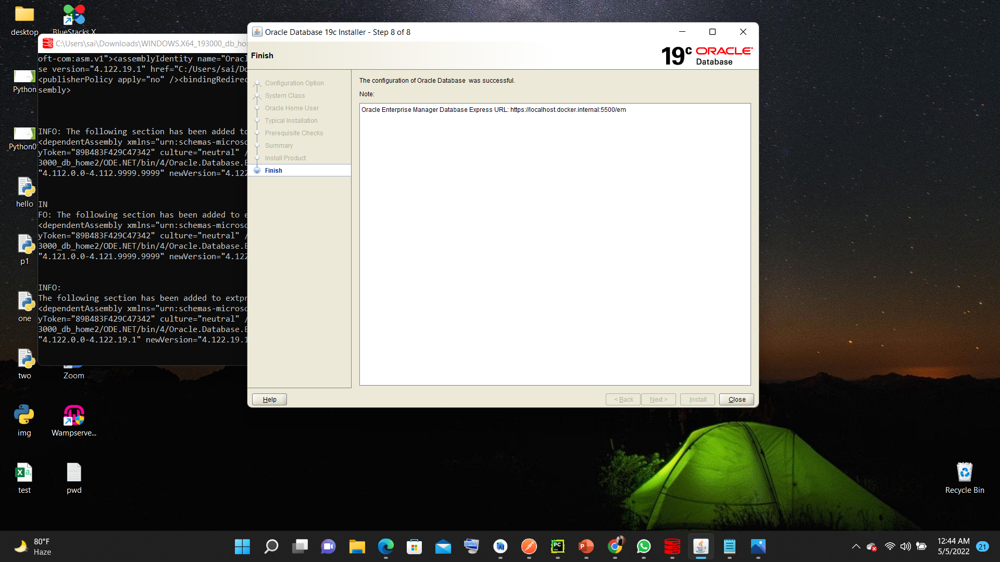 desktop
BlueStacks X
Python
Python0
hello
p1
one
two
Zoom
img
Wampserve...
test
pwd
C:\Users\sai\Downloads\WINDOWS.X64_193000_db_ho
oft-com:asm.v1"><assemblyIdentity name="Oracl
se version="4.122.19.1" href="C:/Users/sai/Do
<publisherPolicy apply="no" /><bindingRedirec
sembly>
INFO: The following section has been added to
<dependentAssembly xmlns="urn:schemas-microso
yToken="89B483F429C47342" culture="neutral" /
3000_db_home2/ODE.NET/bin/4/Oracle.Database.E
"4.112.0.0-4.112.9999.9999" newVersion="4.122
IN
FO: The following section has been added to e
<dependentAssembly xmlns="urn:schemas-microso
yToken="89B483F429C47342" culture="neutral" /
3000_db_home2/ODE.NET/bin/4/Oracle.Database.E
"4.121.0.0-4.121.9999.9999" newVersion="4.122
INFO:
The following section has been added to extpr
<dependentAssembly xmlns="urn:schemas-microso
yToken="89B483F429C47342" culture="neutral" /
3000_db_home2/ODE.NET/bin/4/Oracle.Database.E
"4.122.0.0-4.122.19.1" newVersion="4.122.19.1
Oracle Database 19c Installer - Step 8 of 8
Finish
19c ORACLE
Database
Configuration Option
System Class
Oracle Home User
Typical Installation
Prerequisite Checks
Summary
Install Product
Finish
The configuration of Oracle Database was successful.
Note:
Oracle Enterprise Manager Database Express URL: https://localhost.docker.internal:5500/em
Help
< Back
Next >
Install
Close
Recycle Bin
80°F
Haze
12:44 AM
5/5/2022
21